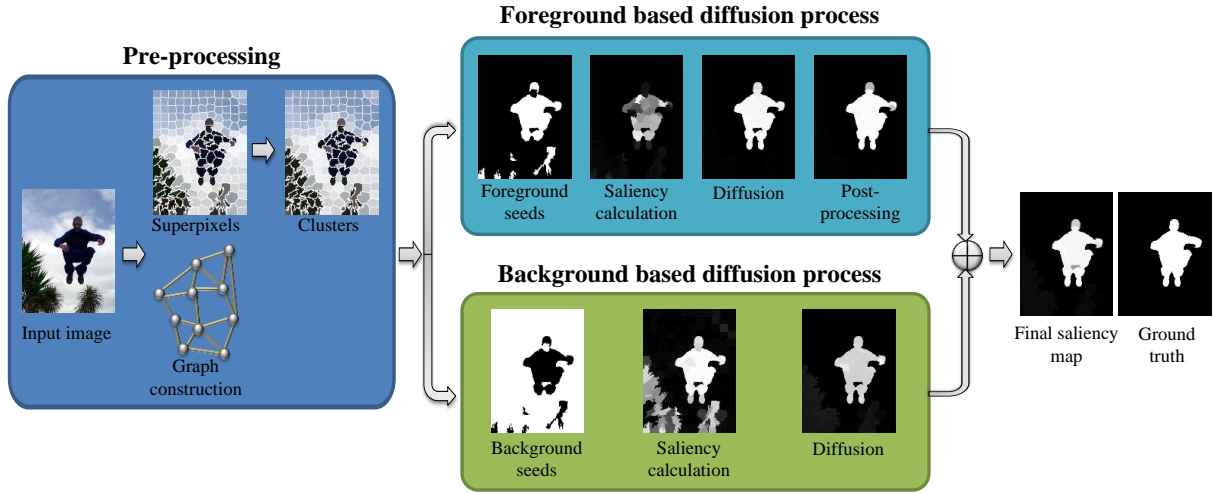 Pre-processing
Input image
Superpixels
Clusters
Graph
construction
Foreground based diffusion process
Foreground
seeds
Saliency
calculation
Diffusion
Post-
processing
Background based diffusion process
Background
seeds
Saliency
calculation
Diffusion
Final saliency
map
Ground
truth